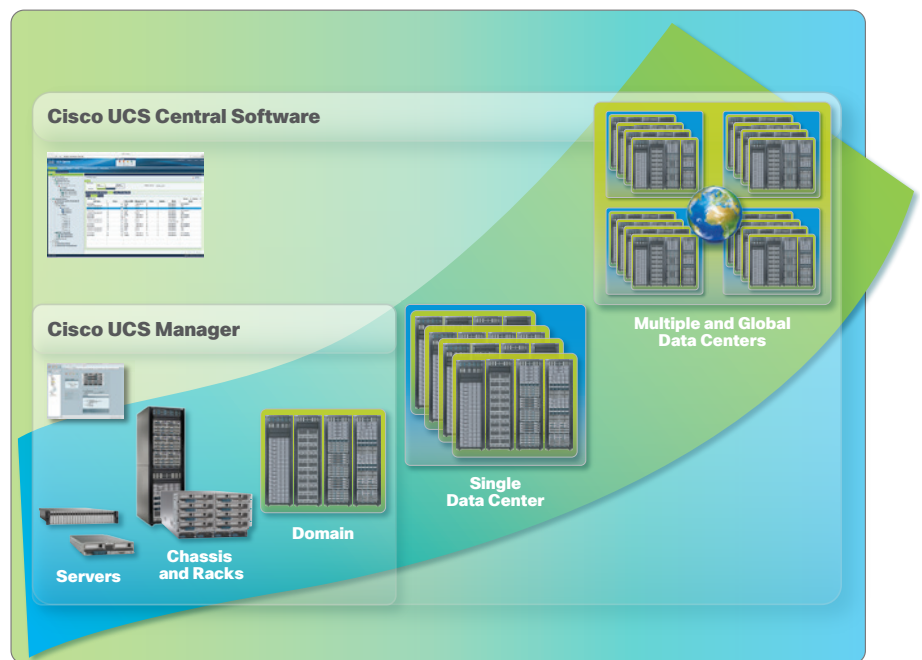 Cisco UCS Central Software
Cisco UCS Manager
Multiple and Global
Data Centers
Single
Data Center
Domain
Chassis
and Racks
Servers